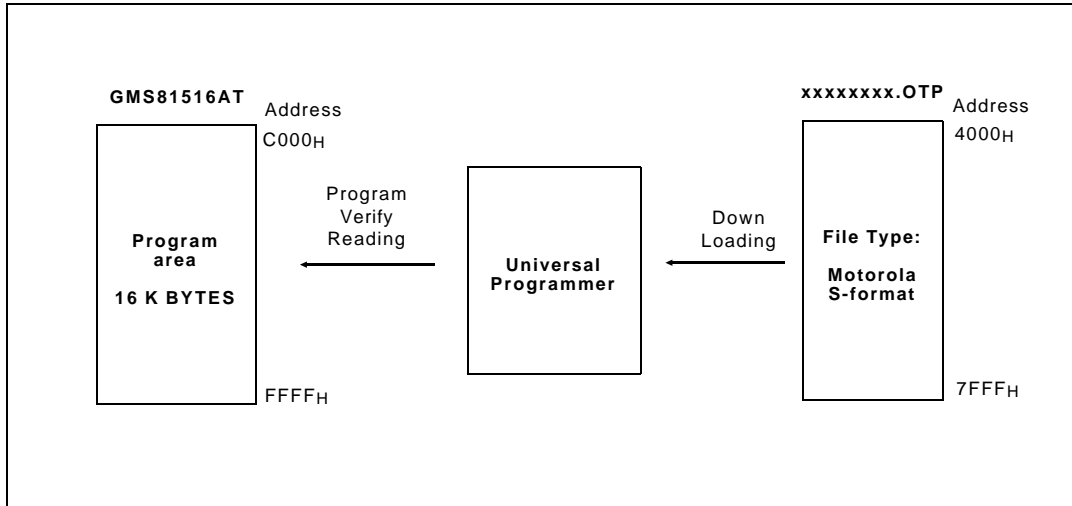 GMS81516AT
Address
C000H
Program
area
16 K BYTES
FFFFH
Program
Verify
Reading
Universal
Programmer
Down
Loading
xxxxxxxx.OTP
Address
4000H
File Type:
Motorola
S-format
7FFFH